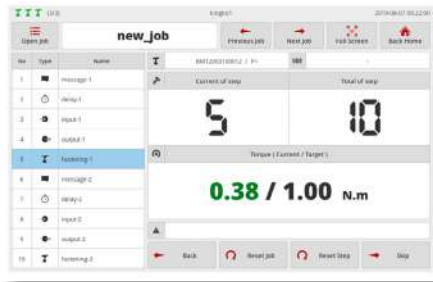 English
Open Job
new_job
Previous Job
Next Job
Full Screen
Back Home
No Type Name
1 message-1
2 delay-1
3 input-1
4 output-1
5 fastening-1
6 message-2
7 delay-2
8 input-2
9 output-2
10 fastening-2
Current of step
Total of step
5
10
Torque ( Current / Target )
0.38 / 1.00 N.m
Back
Reset Job
Reset Step
Skip